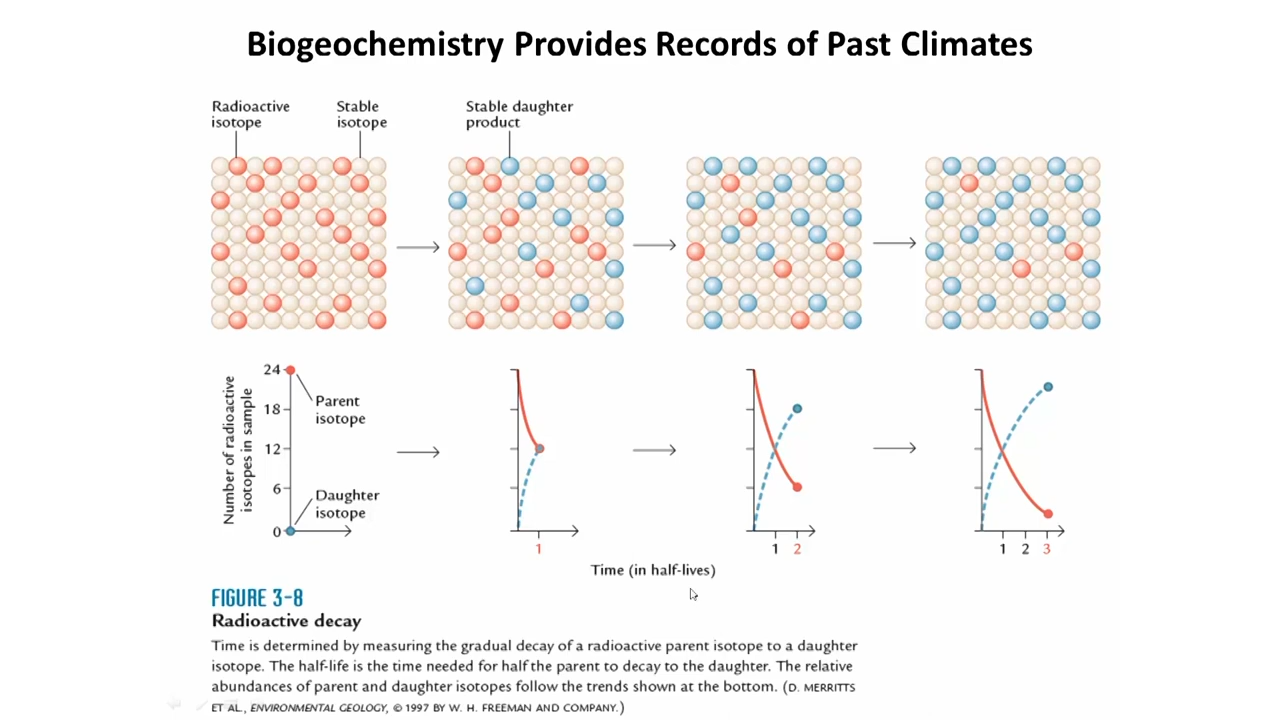 Biogeochemistry Provides Records of Past Climates
Radioactive
isotope
Stable
isotope
Stable daughter
product
Number of radioactive
isotopes in sample
24
18
12
6
0
Parent
isotope
Daughter
isotope
1
1 2
1 2 3
Time (in half-lives)
FIGURE 3-8
Radioactive decay
Time is determined by measuring the gradual decay of a radioactive parent isotope to a daughter
isotope. The half-life is the time needed for half the parent to decay to the daughter. The relative
abundances of parent and daughter isotopes follow the trends shown at the bottom. (D. MERRITTS
ET AL., ENVIRONMENTAL GEOLOGY, © 1997 BY W. H. FREEMAN AND COMPANY.)